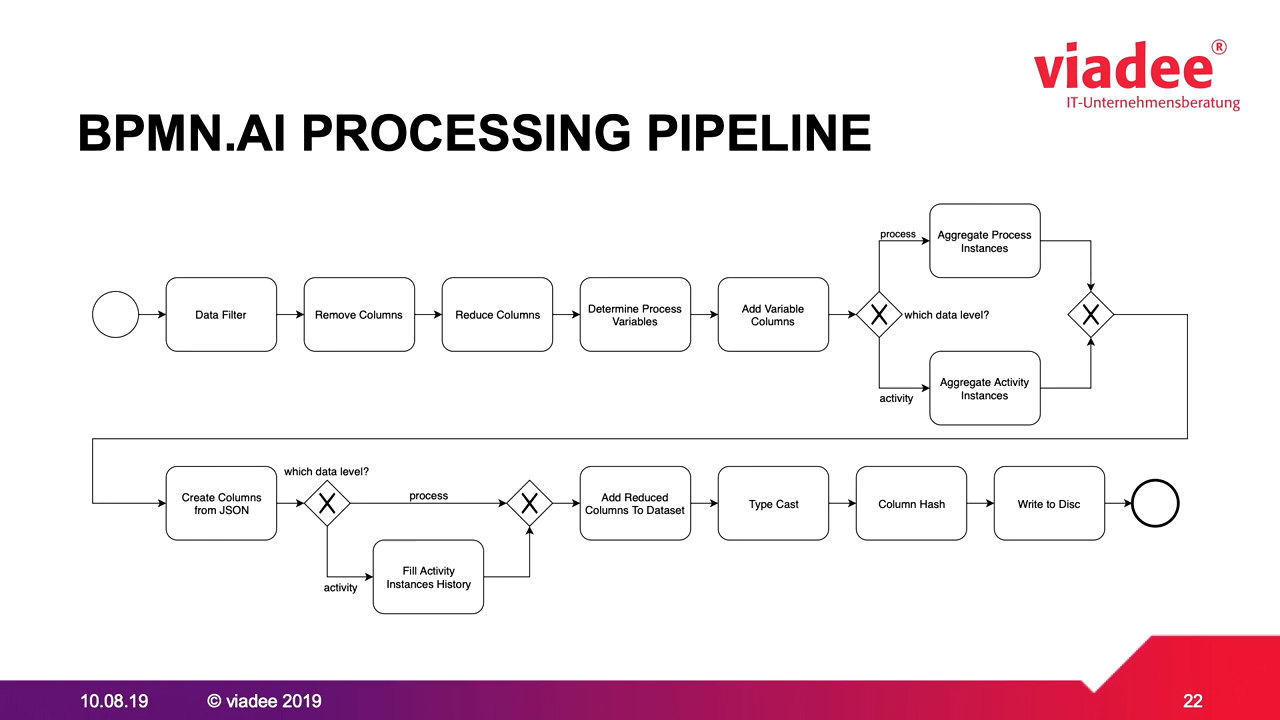 viadee®
IT-Unternehmensberatung
BPMN.AI PROCESSING PIPELINE
Data Filter
Remove Columns
Reduce Columns
Determine Process
Variables
Add Variable
Columns
which data level?
process
Aggregate Process
Instances
activity
Aggregate Activity
Instances
Create Columns
from JSON
which data level?
process
activity
Fill Activity
Instances History
Add Reduced
Columns To Dataset
Type Cast
Column Hash
Write to Disc
10.08.19
© viadee 2019
22